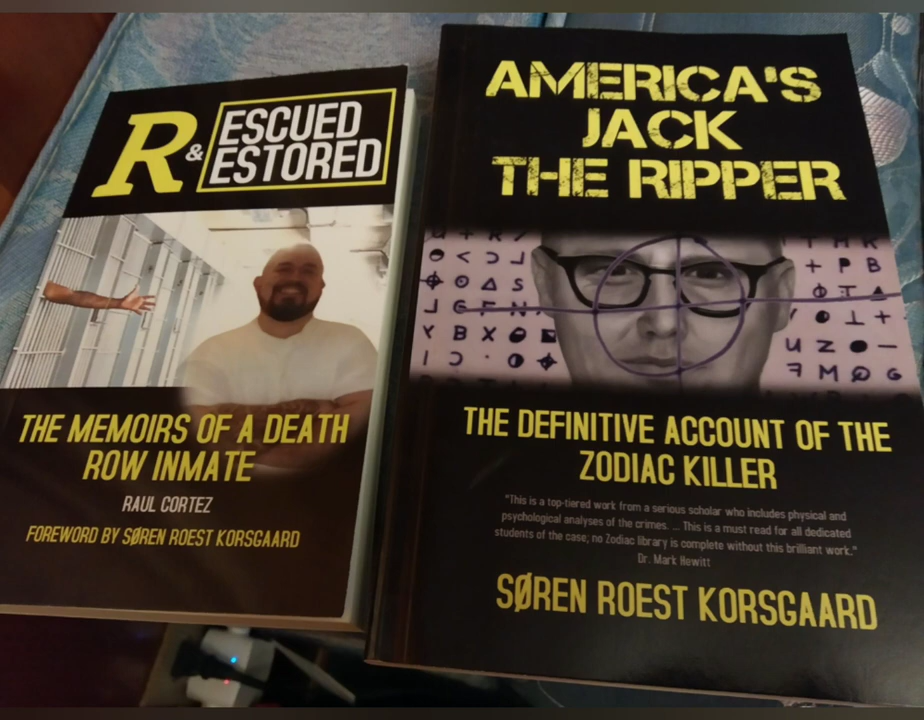 R & ESCUED
ESTORED
THE MEMOIRS OF A DEATH
ROW INMATE
RAUL CORTEZ
FOREWORD BY SØREN ROEST KORSGAARD
AMERICA'S
JACK
THE RIPPER
THE DEFINITIVE ACCOUNT OF THE
ZODIAC KILLER
"This is a top-tiered work from a serious scholar who includes physical and
psychological analyses of the crimes. ... This is a must read for all dedicated
students of the case; no Zodiac library is complete without this brilliant work."
Dr. Mark Hewitt
SØREN ROEST KORSGAARD